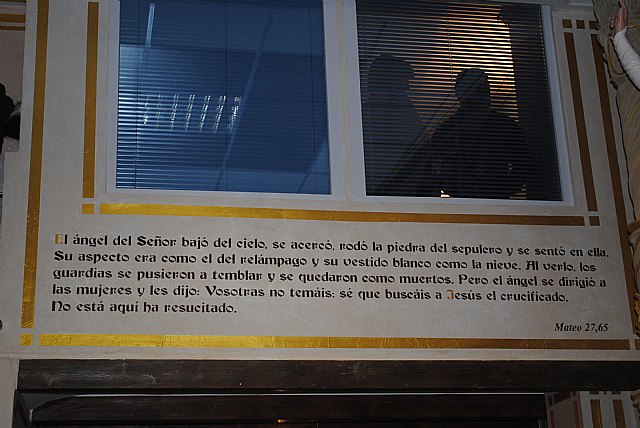 El ángel del Señor bajó del cielo, se acercó, rodó la piedra del sepulcro y se sentó en ella.
Su aspecto era como el del relámpago y su vestido blanco como la nieve. Al verlo, los
guardias se pusieron a temblar y se quedaron como muertos. Pero el ángel se dirigió a
las mujeres y les dijo: Vosotras no temáis; sé que buscáis a Jesús el crucificado.
No está aquí ha resucitado.
Mateo 27,65